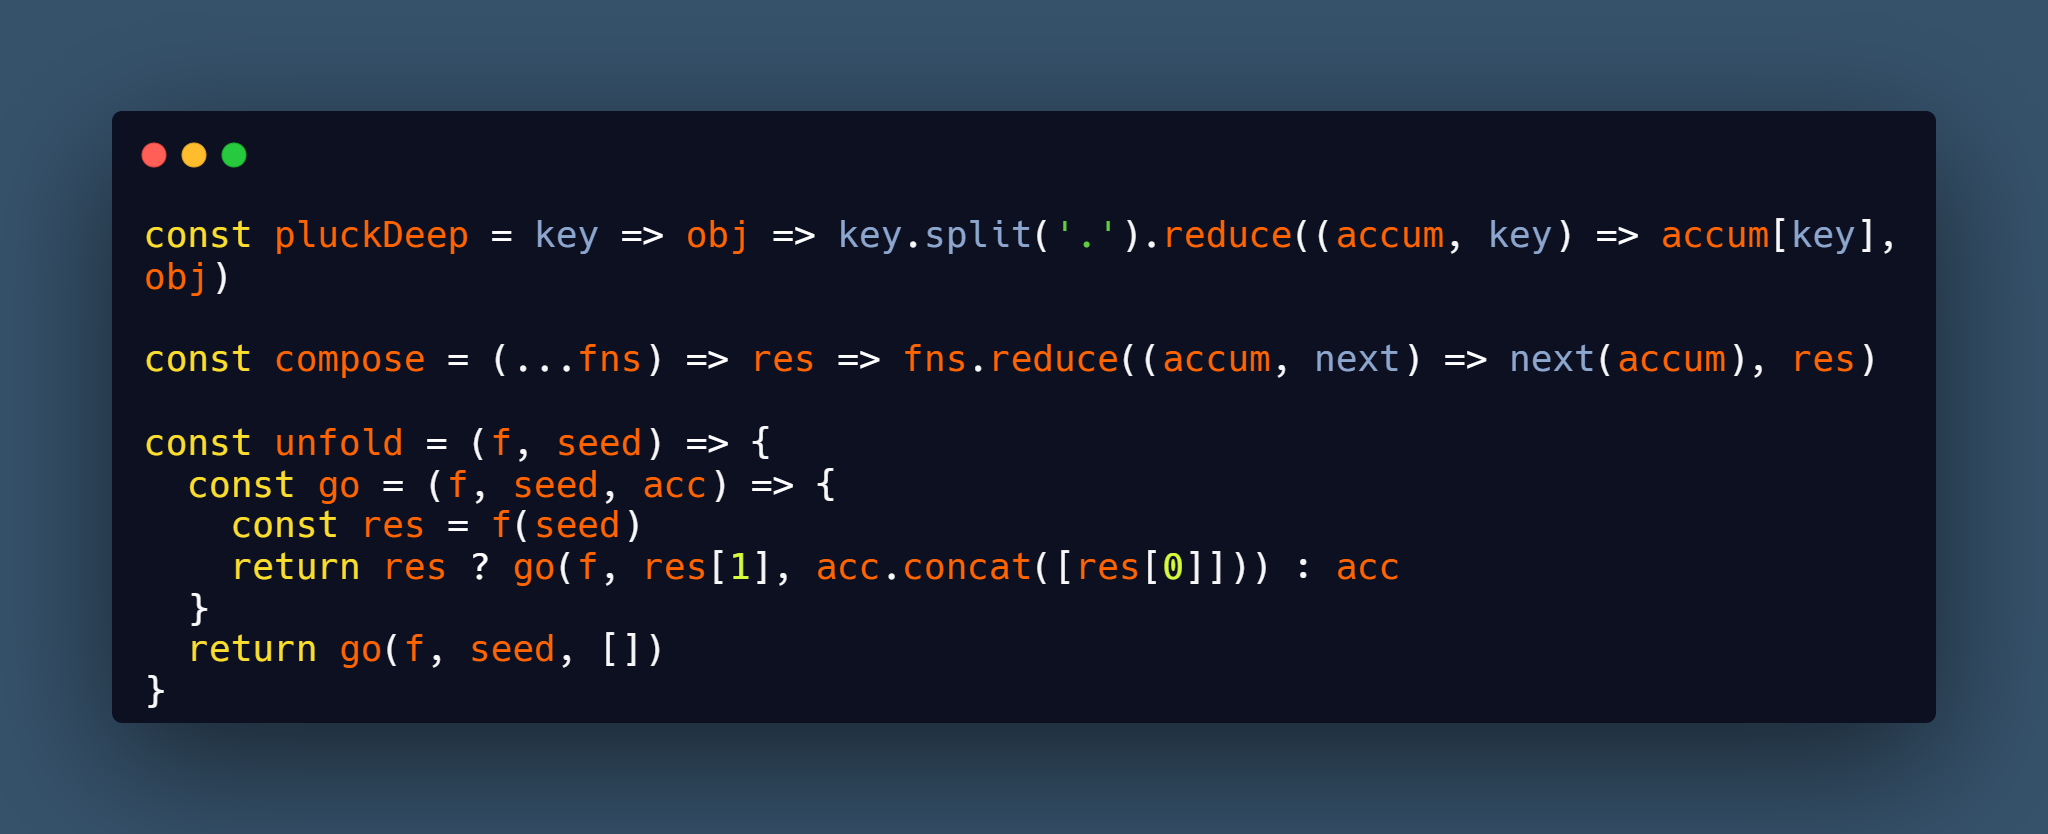 const pluckDeep = key => obj => key.split('.').reduce((accum, key) => accum[key],
obj)
const compose = (...fns) => res => fns.reduce((accum, next) => next(accum), res)
const unfold = (f, seed) => {
  const go = (f, seed, acc) => {
    const res = f(seed)
    return res ? go(f, res[1], acc.concat([res[0]])) : acc
  }
  return go(f, seed, [])
}